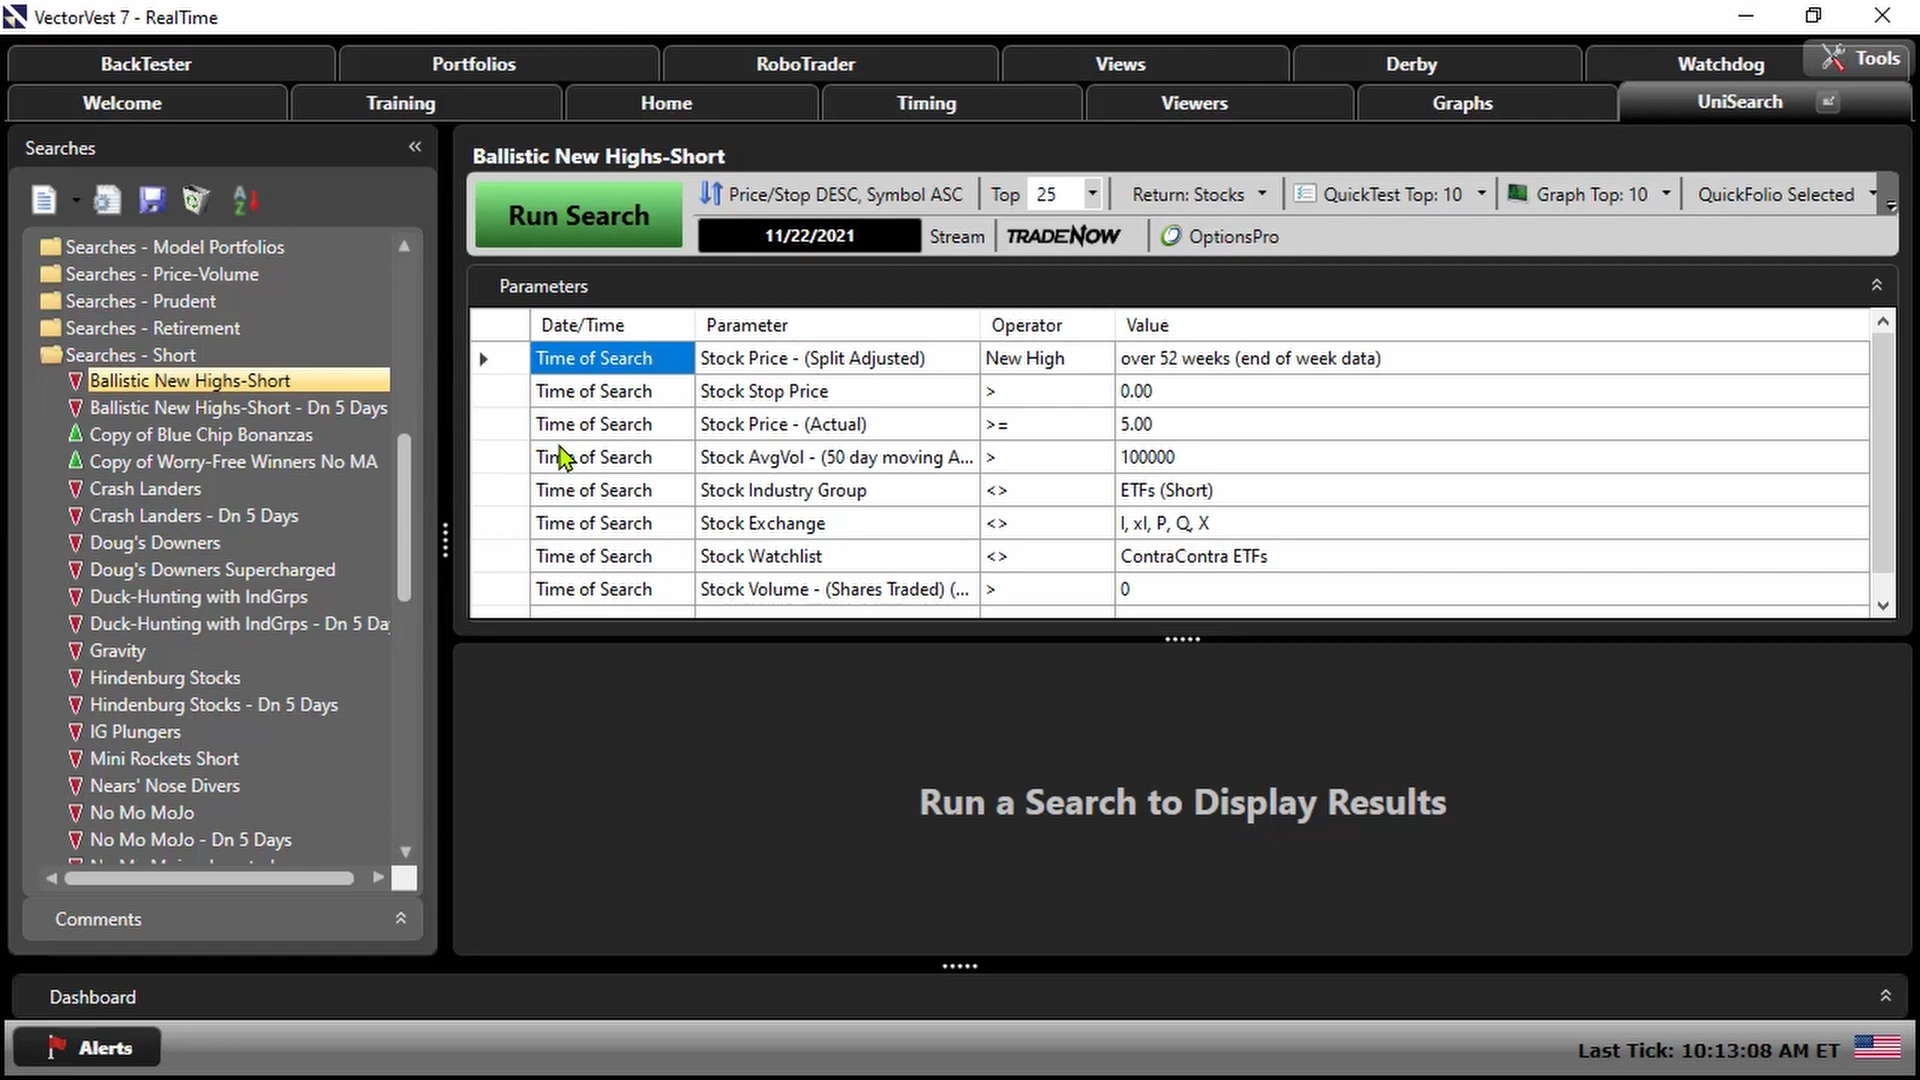 VectorVest 7 - RealTime
BackTester
Portfolios
RoboTrader
Views
Derby
Watchdog
Tools
Welcome
Training
Home
Timing
Viewers
Graphs
UniSearch
Searches
Searches - Model Portfolios
Searches - Price-Volume
Searches - Prudent
Searches - Retirement
Searches - Short
Ballistic New Highs-Short
Ballistic New Highs-Short - Dn 5 Days
Copy of Blue Chip Bonanzas
Copy of Worry-Free Winners No MA
Crash Landers
Crash Landers - Dn 5 Days
Doug's Downers
Doug's Downers Supercharged
Duck-Hunting with IndGrps
Duck-Hunting with IndGrps - Dn 5 Da
Gravity
Hindenburg Stocks
Hindenburg Stocks - Dn 5 Days
IG Plungers
Mini Rockets Short
Nears' Nose Divers
No Mo MoJo
No Mo MoJo - Dn 5 Days
Comments
Ballistic New Highs-Short
Run Search
Price/Stop DESC, Symbol ASC
Top 25
Return: Stocks
QuickTest Top: 10
Graph Top: 10
QuickFolio Selected
11/22/2021
Stream
TRADENOW
OptionsPro
Parameters
Date/Time Parameter Operator Value
Time of Search Stock Price - (Split Adjusted) New High over 52 weeks (end of week data)
Time of Search Stock Stop Price > 0.00
Time of Search Stock Price - (Actual) >= 5.00
Time of Search Stock AvgVol - (50 day moving A... > 100000
Time of Search Stock Industry Group <> ETFs (Short)
Time of Search Stock Exchange <> I, xI, P, Q, X
Time of Search Stock Watchlist <> ContraContra ETFs
Time of Search Stock Volume - (Shares Traded) (... > 0
Run a Search to Display Results
Dashboard
Alerts
Last Tick: 10:13:08 AM ET